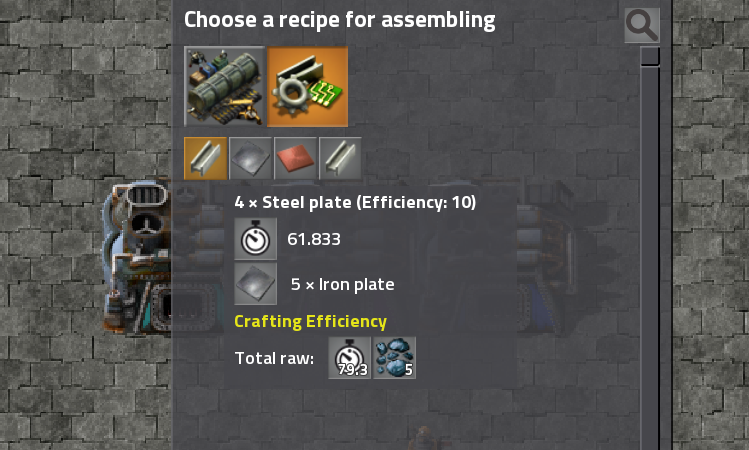 Choose a recipe for assembling
4 × Steel plate (Efficiency: 10)
61.833
5 × Iron plate
Crafting Efficiency
Total raw: 79.3 5